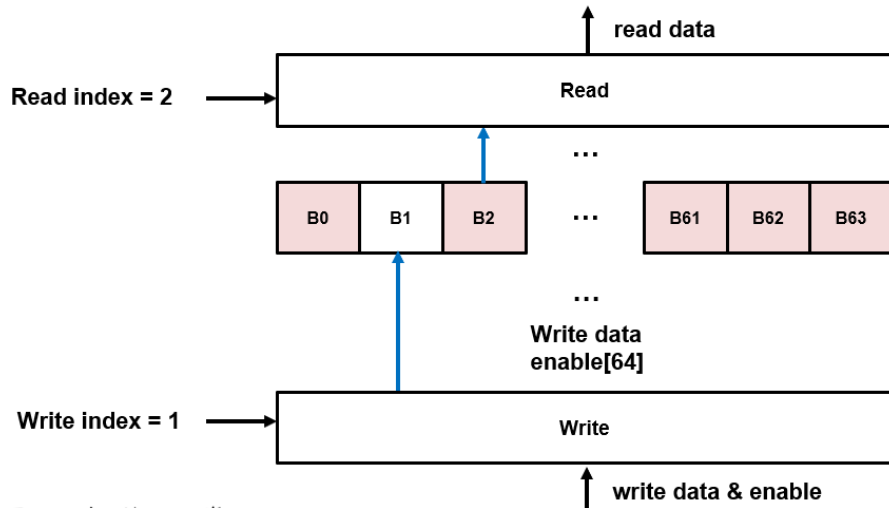 read data
Read index = 2
Read
...
B0 B1 B2 ... B61 B62 B63
...
Write data
enable[64]
Write index = 1
Write
write data & enable